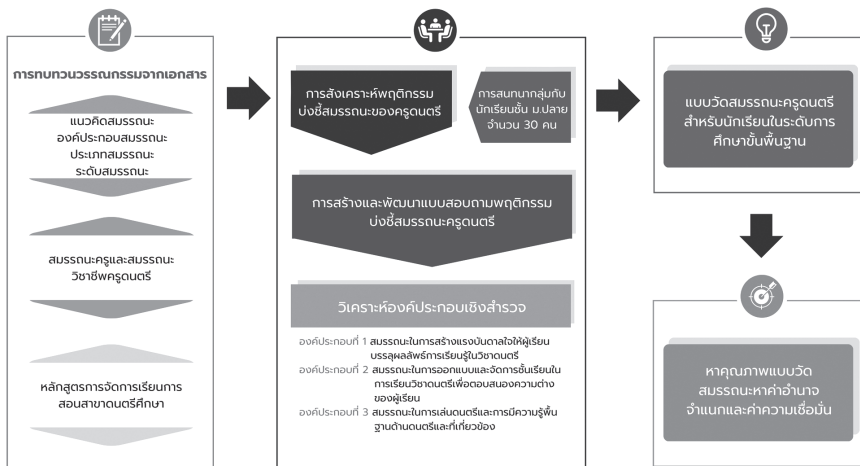 การทบทวนวรรณกรรมจากเอกสาร
แนวคิดสมรรถนะ
องค์ประกอบสมรรถนะ
ประเภทสมรรถนะ
ระดับสมรรถนะ
สมรรถนะครูและสมรรถนะ
วิชาชีพครูดนตรี
หลักสูตรการจัดการเรียนการ
สอนสาขาดนตรีศึกษา
การสังเคราะห์พฤติกรรม
บ่งชี้สมรรถนะของครูดนตรี
การสนทนากลุ่มกับ
นักเรียนชั้น ม.ปลาย
จำนวน 30 คน
การสร้างและพัฒนาแบบสอบถามพฤติกรรม
บ่งชี้สมรรถนะครูดนตรี
วิเคราะห์องค์ประกอบเชิงสำรวจ
องค์ประกอบที่ 1 สมรรถนะในการสร้างแรงบันดาลใจให้ผู้เรียน
บรรลุผลลัพธ์การเรียนรู้ในวิชาดนตรี
องค์ประกอบที่ 2 สมรรถนะในการออกแบบและจัดการชั้นเรียนใน
การเรียนวิชาดนตรีเพื่อตอบสนองความต่าง
ของผู้เรียน
องค์ประกอบที่ 3 สมรรถนะในการเล่นดนตรีและการมีความรู้พื้น
ฐานด้านดนตรีและที่เกี่ยวข้อง
แบบวัดสมรรถนะครูดนตรี
สำหรับนักเรียนในระดับการ
ศึกษาขั้นพื้นฐาน
หาคุณภาพแบบวัด
สมรรถนะหาค่าอำนาจ
จำแนกและค่าความเชื่อมั่น